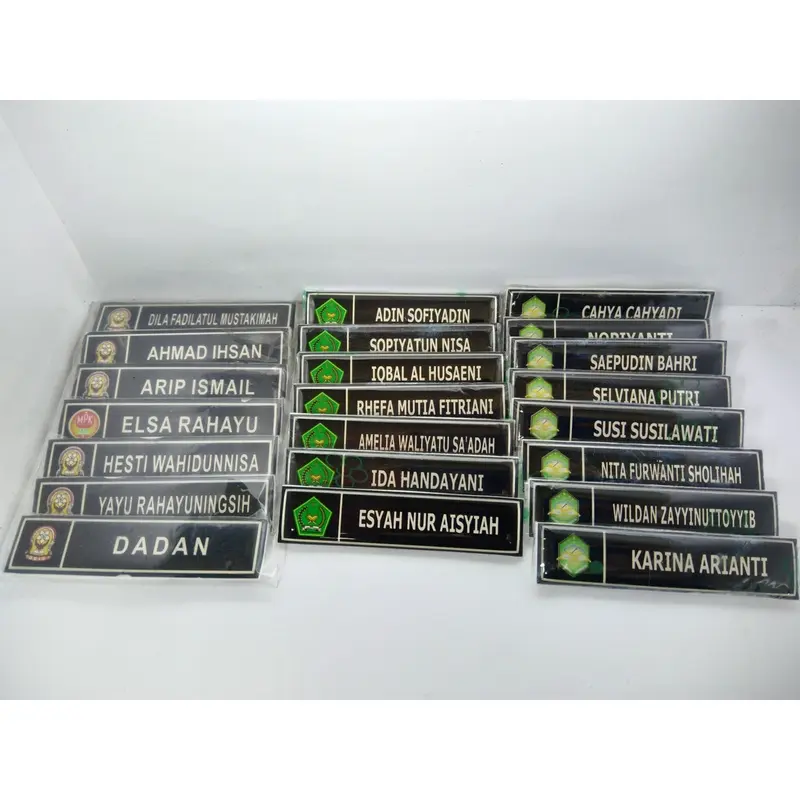 DILA FADILATUL MUSTAKIMAH
AHMAD IHSAN
ARIP ISMAIL
MPK
ELSA RAHAYU
HESTI WAHIDUNNISA
YAYU RAHAYUNINGSIH
DADAN
ADIN SOFIYADIN
SOPIYATUN NISA
IQBAL AL HUSAENI
RHEFA MUTIA FITRIANI
AMELIA WALIYATU SA'ADAH
IDA HANDAYANI
ESYAH NUR AISYIAH
CAHYA CAHYADI
NOPIYANTI
SAEPUDIN BAHRI
SELVIANA PUTRI
SUSI SUSILAWATI
NITA FURWANTI SHOLIHAH
WILDAN ZAYYINUTTOYYIB
KARINA ARIANTI